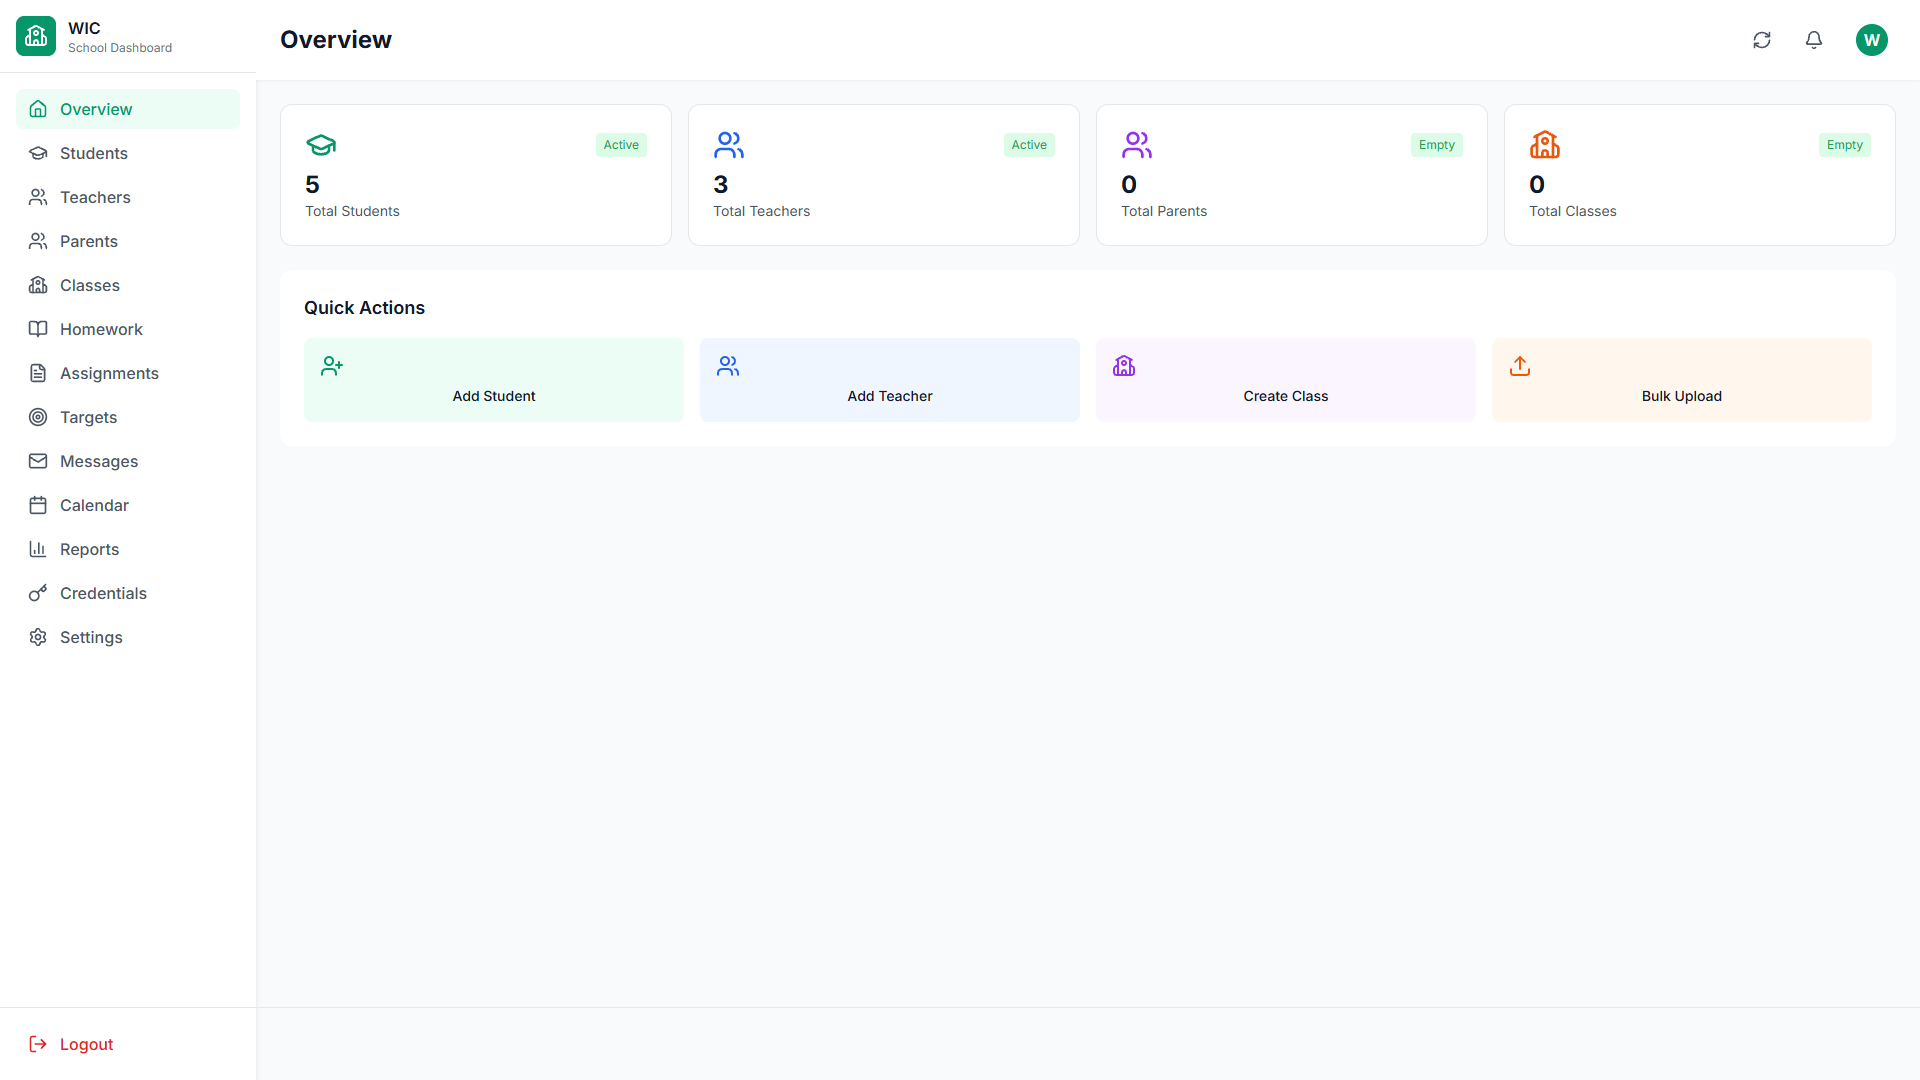 WIC
School Dashboard
Overview
Students
Teachers
Parents
Classes
Homework
Assignments
Targets
Messages
Calendar
Reports
Credentials
Settings
Logout
Overview
W
Active
5
Total Students
Active
3
Total Teachers
Empty
0
Total Parents
Empty
0
Total Classes
Quick Actions
Add Student
Add Teacher
Create Class
Bulk Upload